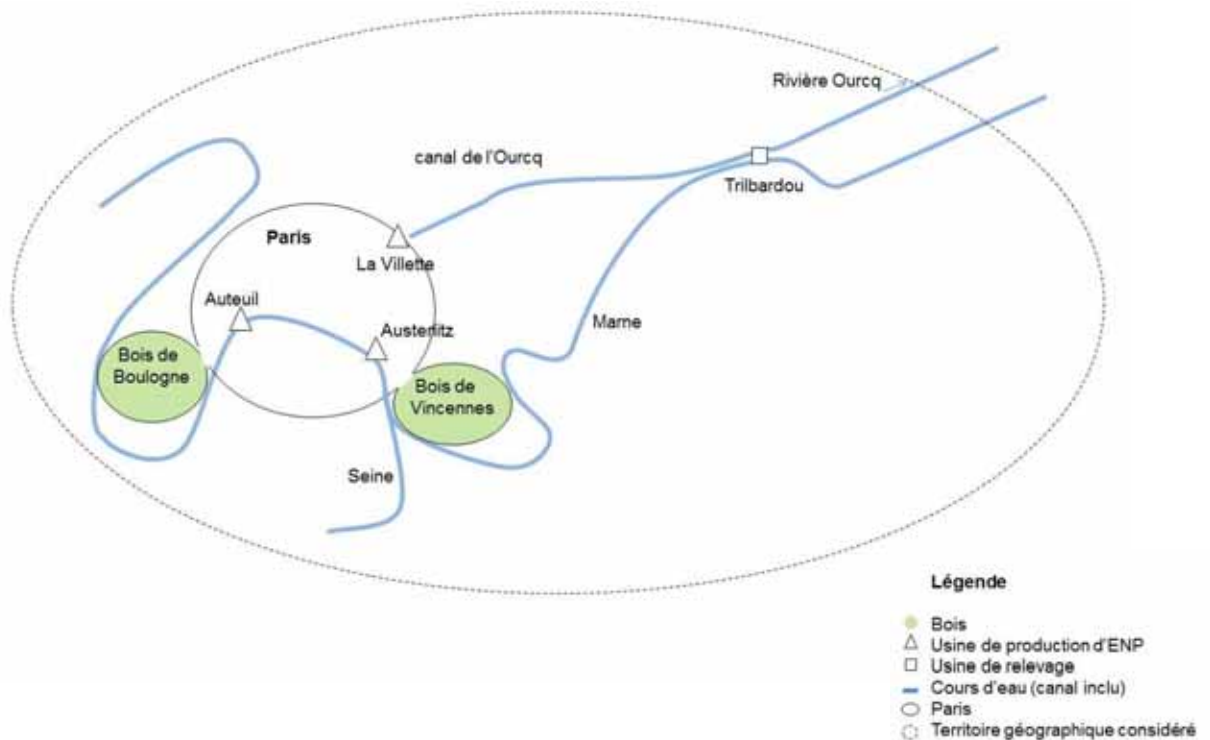 Rivière Ourcq
canal de l'Ourcq
Trilbardou
Paris
La Villette
Auteuil
Austerlitz
Marne
Bois de
Boulogne
Bois de
Vincennes
Seine
Légende
Bois
Usine de production d'ENP
Usine de relevage
Cours d'eau (canal inclu)
Paris
Territoire géographique considéré